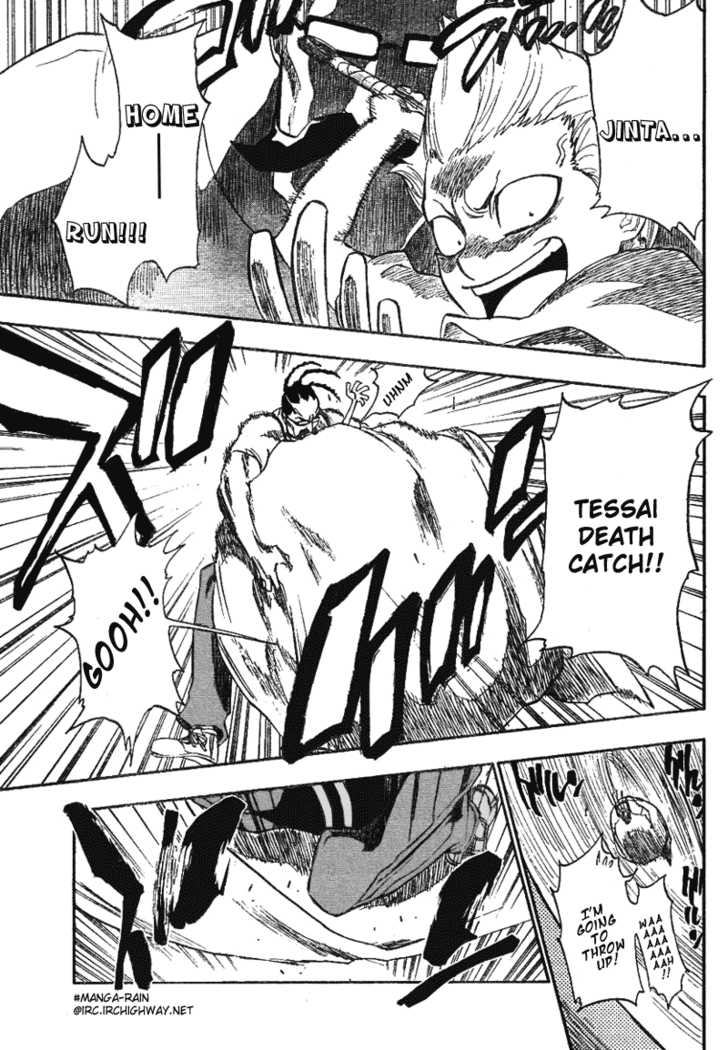 JINTA...
HOME
RUN!!!
UHNM
TESSAI
DEATH
CATCH!!
GOOH!!
WAA
AAA
AAA
AAA
AAH
!!
I'M
GOING
TO
THROW
UP!
#MANGA-RAIN
@IRC.IRCHIGHWAY.NET